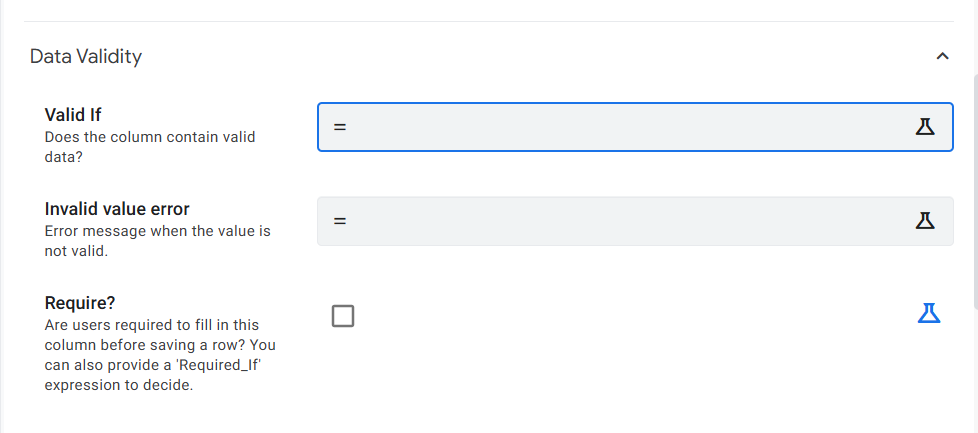 Data Validity
Valid If
Does the column contain valid
data?
=
Invalid value error
Error message when the value is
not valid.
=
Require?
Are users required to fill in this
column before saving a row? You
can also provide a 'Required_If'
expression to decide.